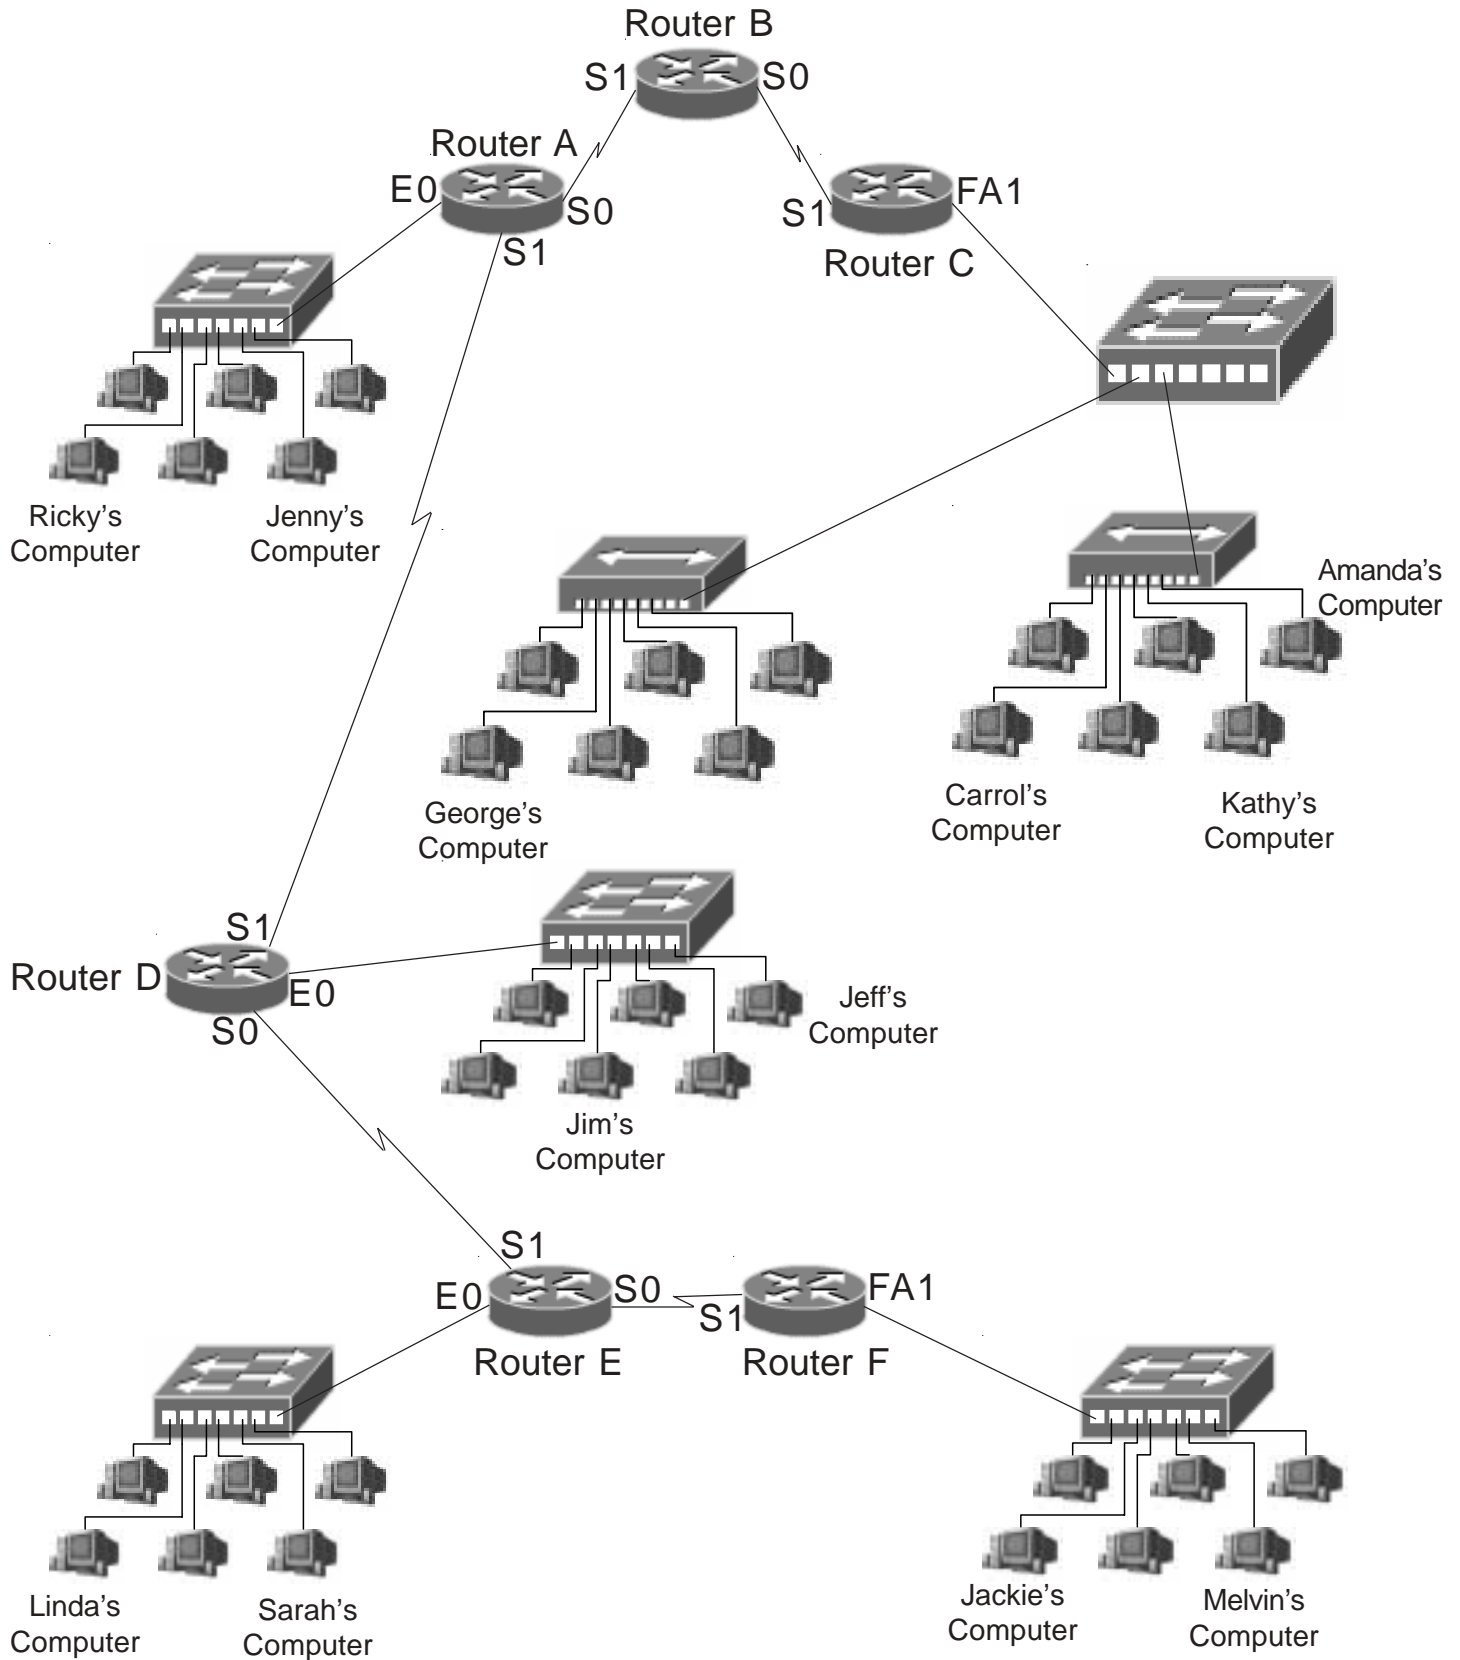 Router B
S1
S0
Router A
E0
S0
S1
S1
FA1
Router C
Ricky's
Computer
Jenny's
Computer
Amanda's
Computer
George's
Computer
Carrol's
Computer
Kathy's
Computer
S1
Router D
E0
S0
Jeff's
Computer
Jim's
Computer
S1
E0
S0
S1
FA1
Router E
Router F
Linda's
Computer
Sarah's
Computer
Jackie's
Computer
Melvin's
Computer